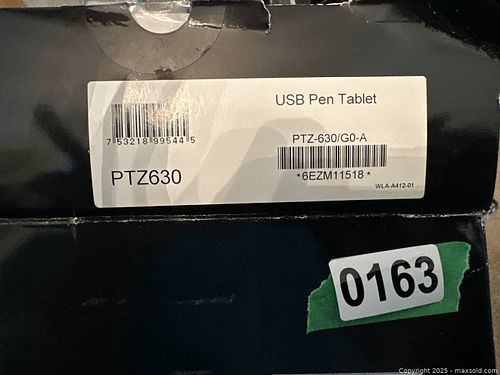 USB Pen Tablet
7 53218 99544 5
PTZ-630/G0-A
*6EZM11518*
PTZ630
WLA-A412-01
0163
Copyright 2025 - maxsold.com